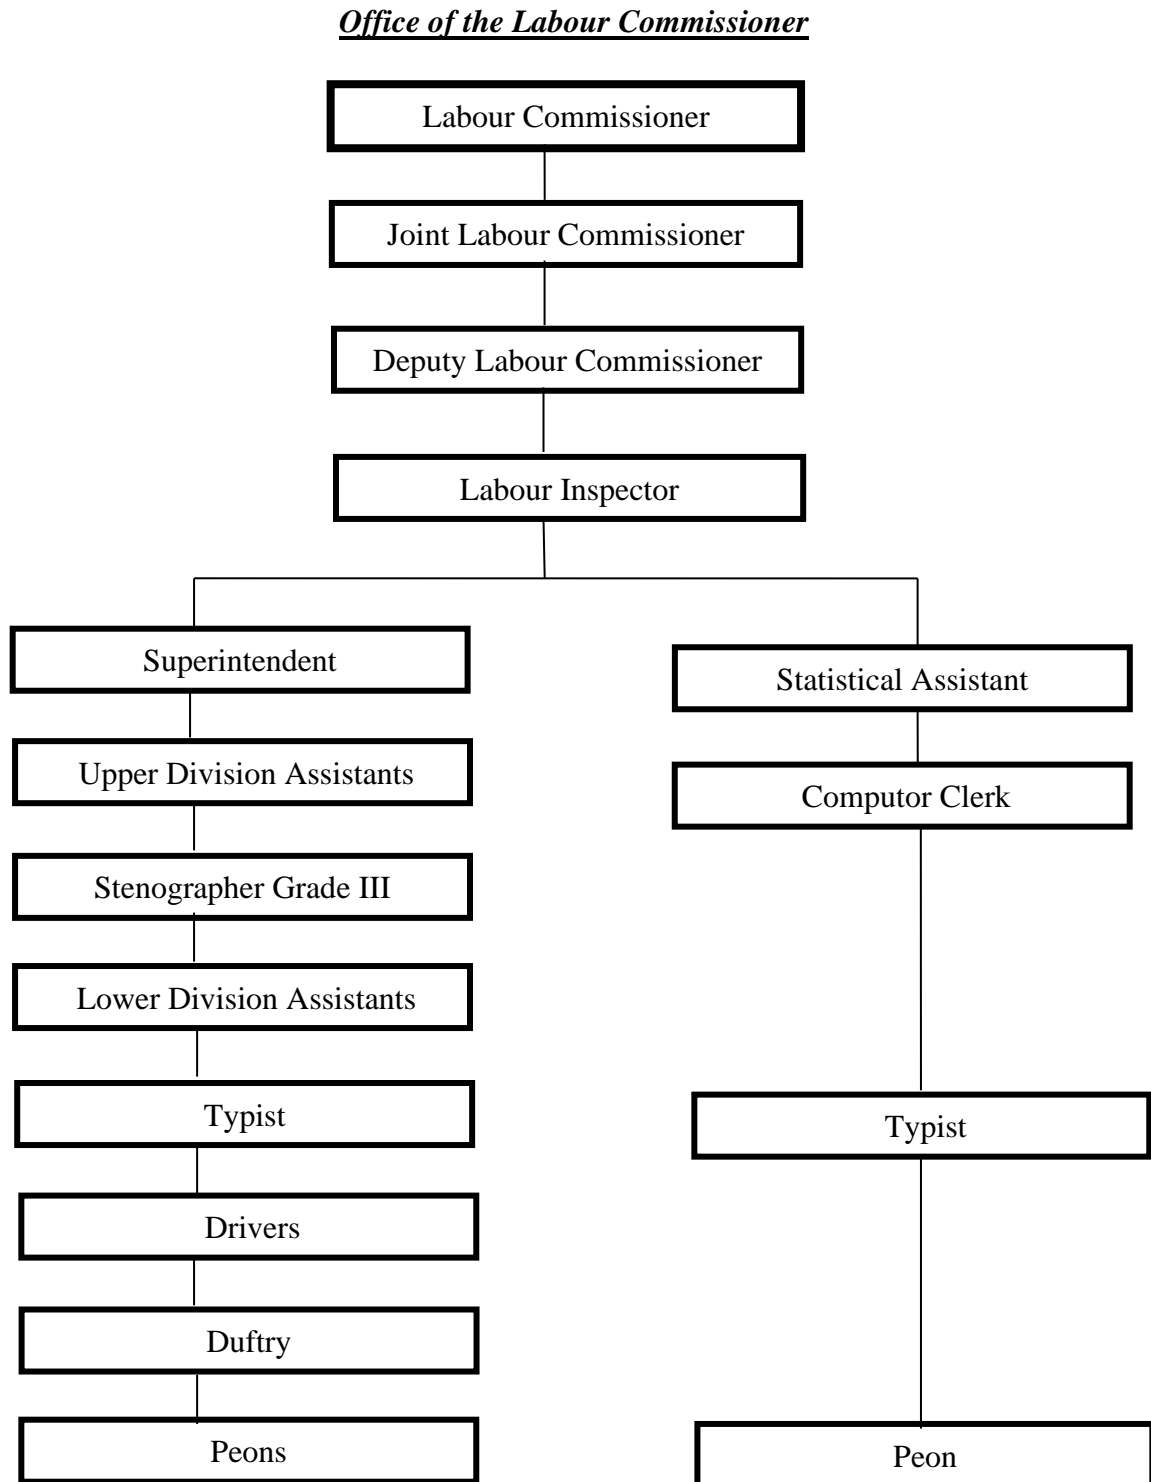 Office of the Labour Commissioner
Labour Commissioner
Joint Labour Commissioner
Deputy Labour Commissioner
Labour Inspector
Superintendent
Upper Division Assistants
Stenographer Grade III
Lower Division Assistants
Typist
Drivers
Duftry
Peons
Statistical Assistant
Computor Clerk
Typist
Peon